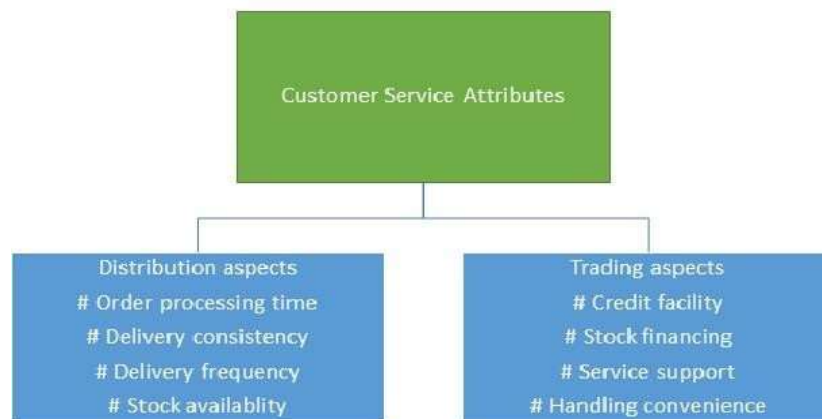 Customer Service Attributes
Distribution aspects
# Order processing time
# Delivery consistency
# Delivery frequency
# Stock availablity
Trading aspects
# Credit facility
# Stock financing
# Service support
# Handling convenience